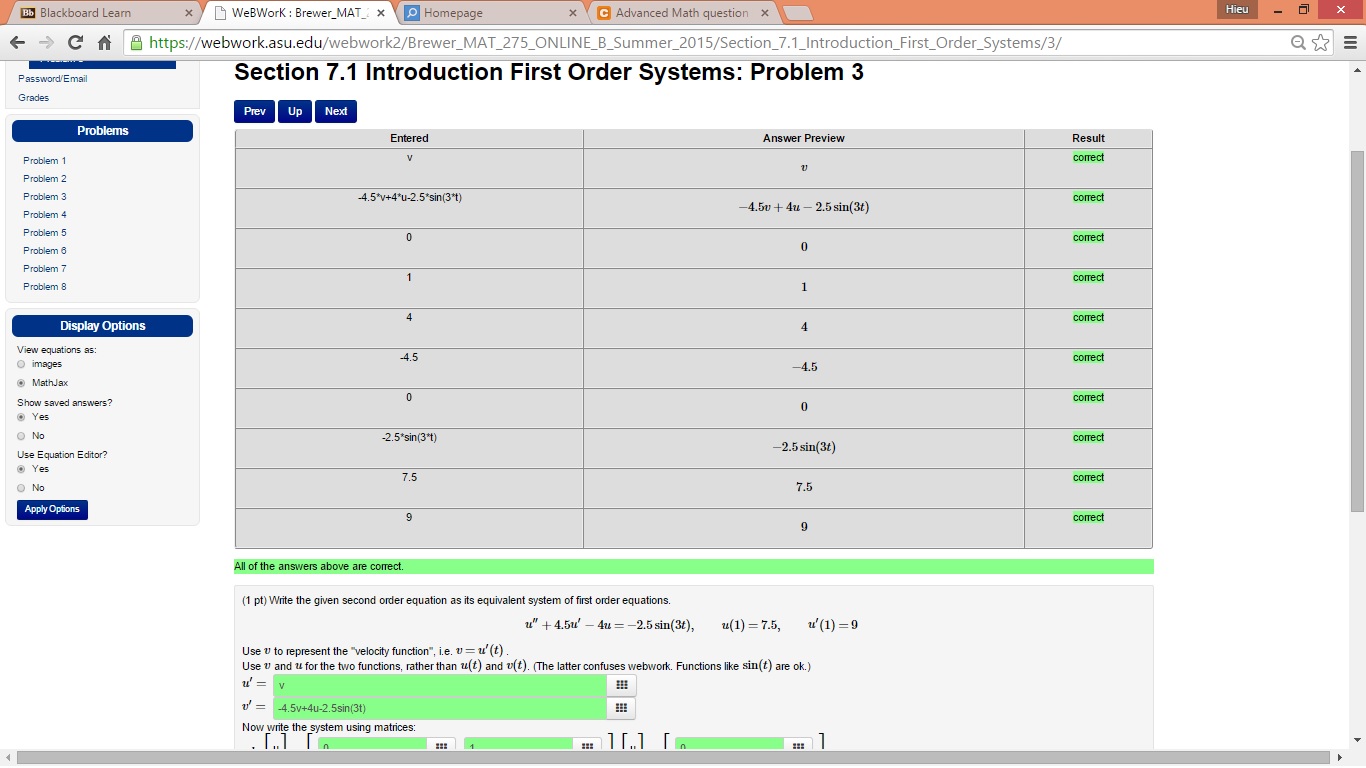 Blackboard Learn
WeBWorK : Brewer_MAT_
Homepage
Advanced Math question
Hieu
https://webwork.asu.edu/webwork2/Brewer_MAT_275_ONLINE_B_Summer_2015/Section_7.1_Introduction_First_Order_Systems/3/
Password/Email
Grades
Problems
Problem 1
Problem 2
Problem 3
Problem 4
Problem 5
Problem 6
Problem 7
Problem 8
Display Options
View equations as:
images
MathJax
Show saved answers?
Yes
No
Use Equation Editor?
Yes
No
Apply Options
Section 7.1 Introduction First Order Systems: Problem 3
Prev Up Next
Entered Answer Preview Result
v v correct
-4.5*v+4*u-2.5*sin(3*t) −4.5v + 4u − 2.5 sin(3t) correct
0 0 correct
1 1 correct
4 4 correct
-4.5 −4.5 correct
0 0 correct
-2.5*sin(3*t) −2.5 sin(3t) correct
7.5 7.5 correct
9 9 correct
All of the answers above are correct.
(1 pt) Write the given second order equation as its equivalent system of first order equations.
u″ + 4.5u′ − 4u = −2.5 sin(3t), u(1) = 7.5, u′(1) = 9
Use v to represent the "velocity function", i.e. v = u′(t) .
Use v and u for the two functions, rather than u(t) and v(t). (The latter confuses webwork. Functions like sin(t) are ok.)
u′ = v
v′ = -4.5v+4u-2.5sin(3t)
Now write the system using matrices: